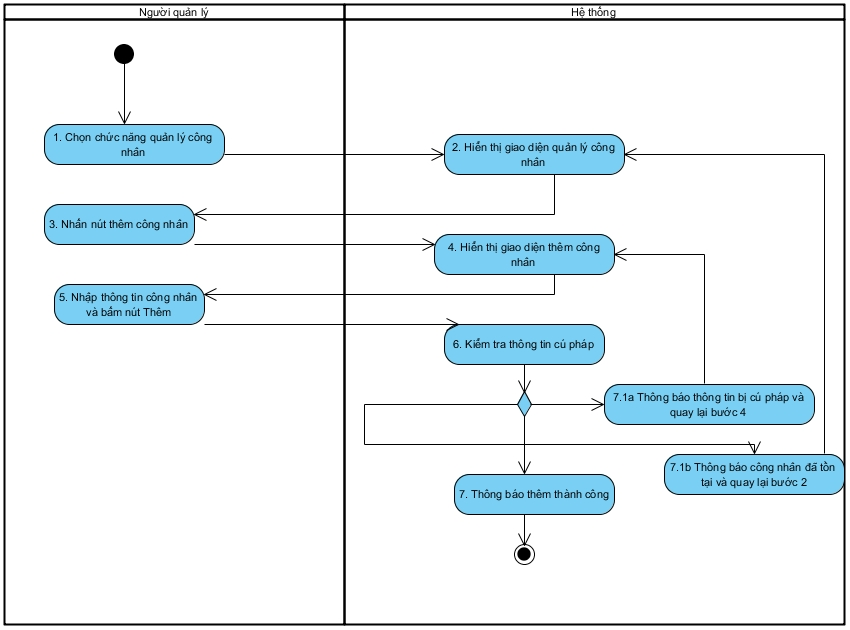 Người quản lý
Hệ thống
1. Chọn chức năng quản lý công
nhân
2. Hiển thị giao diện quản lý công
nhân
3. Nhấn nút thêm công nhân
4. Hiển thị giao diện thêm công
nhân
5. Nhập thông tin công nhân
và bấm nút Thêm
6. Kiểm tra thông tin cú pháp
7.1a Thông báo thông tin bị cú pháp và
quay lại bước 4
7.1b Thông báo công nhân đã tồn
tại và quay lại bước 2
7. Thông báo thêm thành công